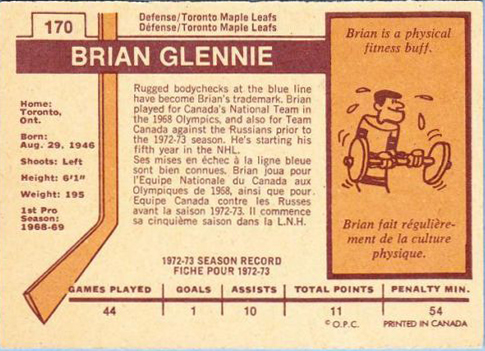 170
Defense/Toronto Maple Leafs
Défense/Toronto Maple Leafs
BRIAN GLENNIE
Home:
Toronto,
Ont.
Born:
Aug. 29, 1946
Shoots: Left
Height: 6'1"
Weight: 195
1st Pro
Season:
1968-69
Rugged bodychecks at the blue line
have become Brian's trademark. Brian
played for Canada's National Team in
the 1968 Olympics, and also for Team
Canada against the Russians prior to
the 1972-73 season. He's starting his
fifth year in the NHL.
Ses mises en échec à la ligne bleue
sont bien connues. Brian joua pour
l'Equipe Nationale du Canada aux
Olympiques de 1958, ainsi que pour
Equipe Canada contre les Russes
avant la saison 1972-73. Il commence
sa cinquième saison dans la L.N.H.
Brian is a physical
fitness buff.
Brian fait régulière-
ment de la culture
physique.
1972-73 SEASON RECORD
FICHE POUR 1972-73
GAMES PLAYED GOALS ASSISTS TOTAL POINTS PENALTY MIN.
44 1 10 11 54
© O.P.C. PRINTED IN CANADA